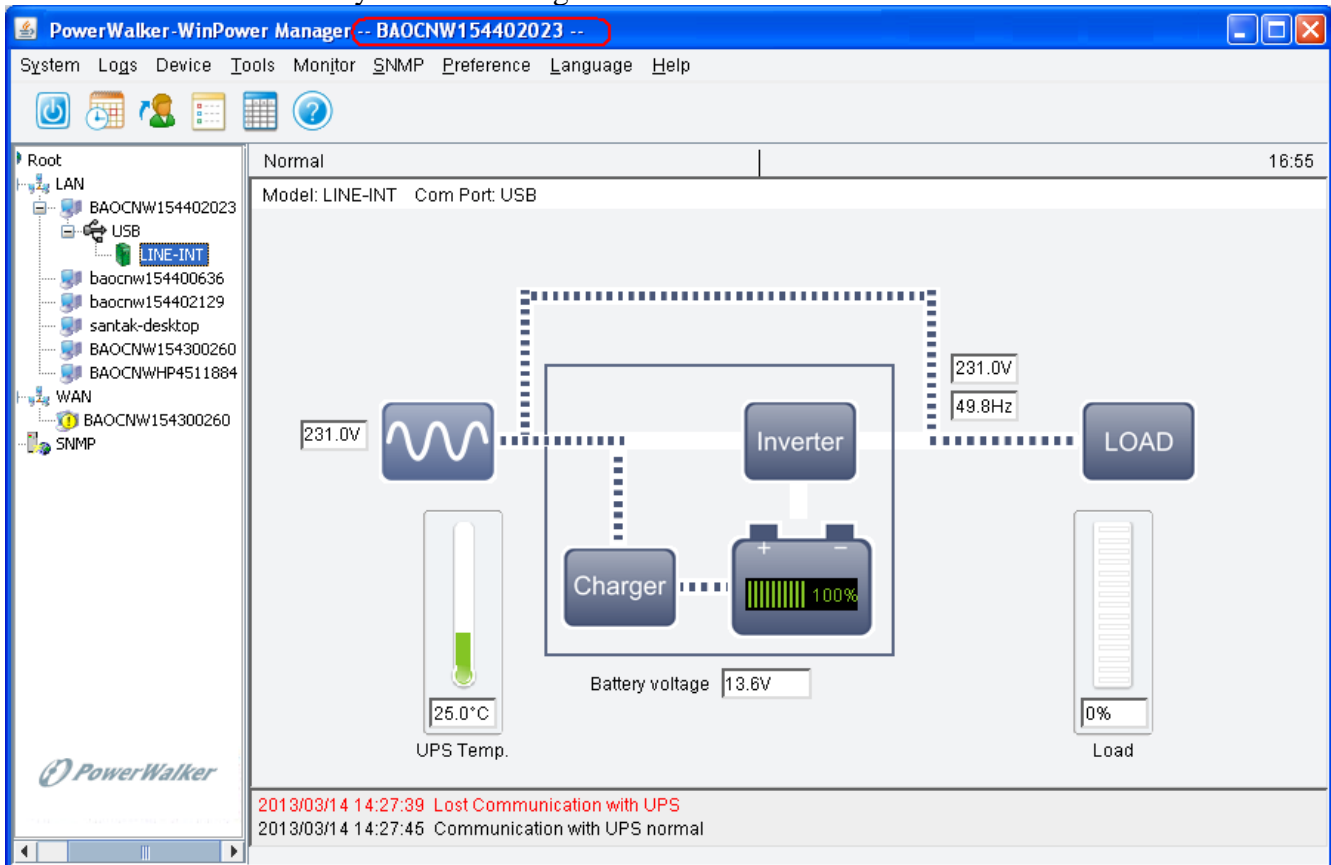 PowerWalker-WinPower Manager -- BAOCNW154402023 --
System Logs Device Tools Monitor SNMP Preference Language Help
Root
LAN
BAOCNW154402023
USB
LINE-INT
baocnw154400636
baocnw154402129
santak-desktop
BAOCNW154300260
BAOCNWHP4511884
WAN
BAOCNW154300260
SNMP
PowerWalker
Normal 16:55
Model: LINE-INT Com Port: USB
231.0V
49.8Hz
231.0V
Inverter
LOAD
+ −
Charger
100%
Battery voltage 13.6V
25.0°C
0%
UPS Temp.
Load
2013/03/14 14:27:39 Lost Communication with UPS
2013/03/14 14:27:45 Communication with UPS normal